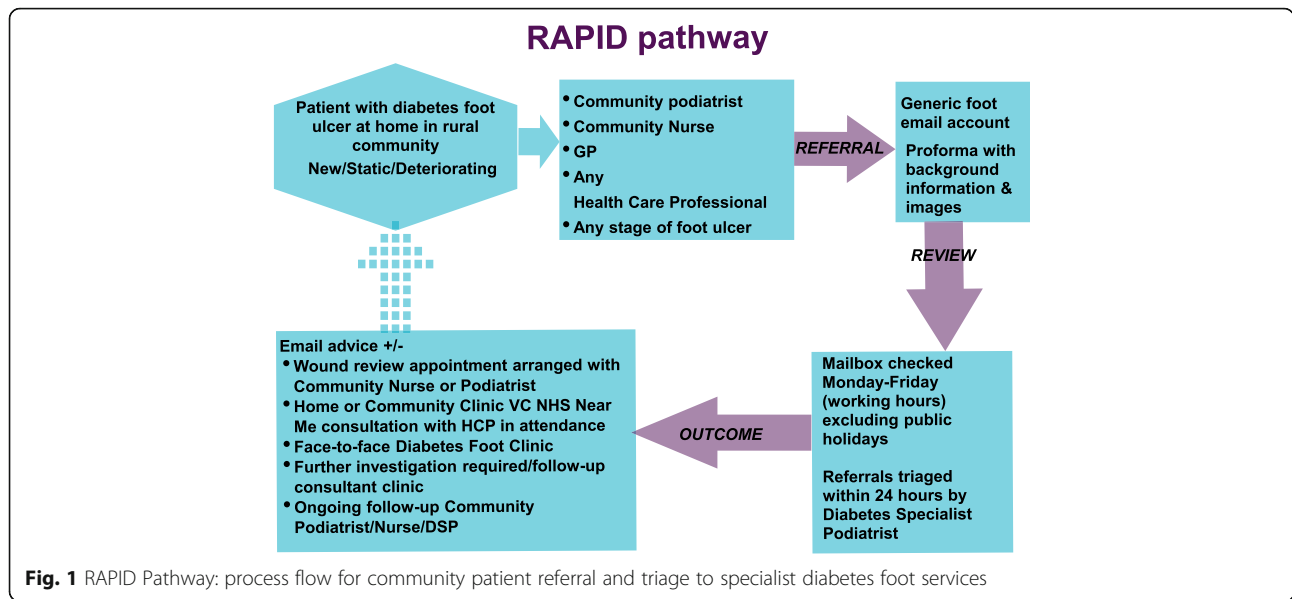 RAPID pathway
Patient with diabetes foot
ulcer at home in rural
community
New/Static/Deteriorating
• Community podiatrist
• Community Nurse
• GP
• Any
Health Care Professional
• Any stage of foot ulcer
REFERRAL
Generic foot
email account
Proforma with
background
information &
images
REVIEW
Mailbox checked
Monday-Friday
(working hours)
excluding public
holidays
Referrals triaged
within 24 hours by
Diabetes Specialist
Podiatrist
OUTCOME
Email advice +/-
• Wound review appointment arranged with
Community Nurse or Podiatrist
• Home or Community Clinic VC NHS Near
Me consultation with HCP in attendance
• Face-to-face Diabetes Foot Clinic
• Further investigation required/follow-up
consultant clinic
• Ongoing follow-up Community
Podiatrist/Nurse/DSP
Fig. 1 RAPID Pathway: process flow for community patient referral and triage to specialist diabetes foot services